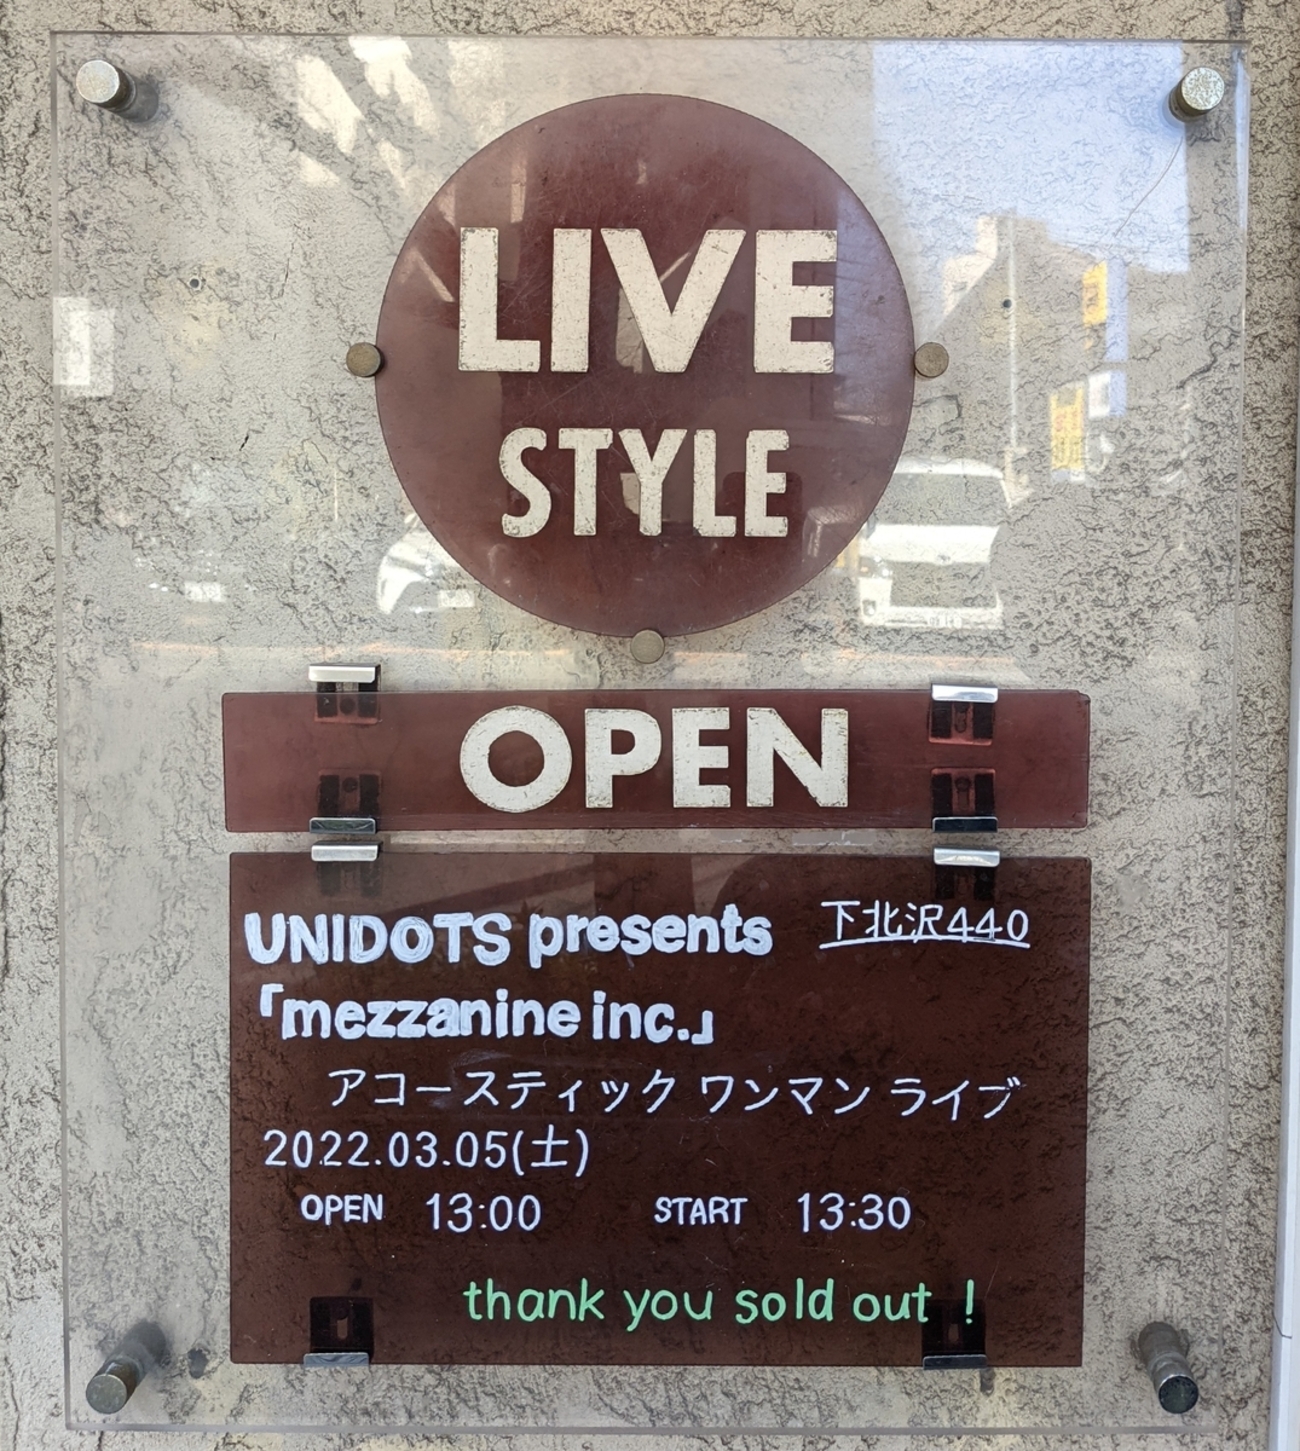 LIVE
STYLE
OPEN
UNIDOTS presents 下北沢440
「mezzanine inc.」
アコースティック ワンマン ライブ
2022.03.05(土)
OPEN 13:00 START 13:30
thank you sold out !